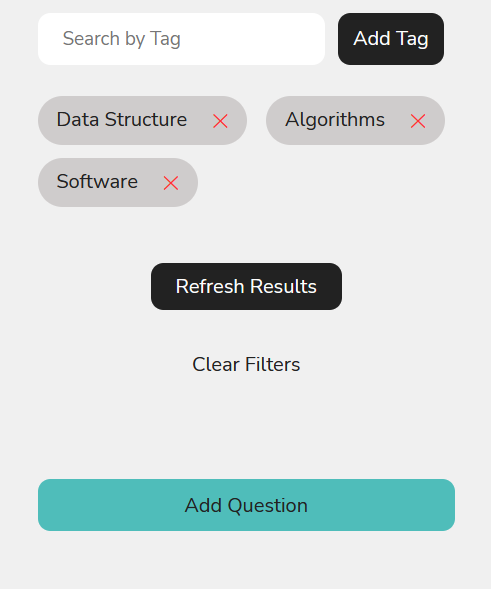 Search by Tag Add Tag
Data Structure Algorithms
Software
Refresh Results
Clear Filters
Add Question